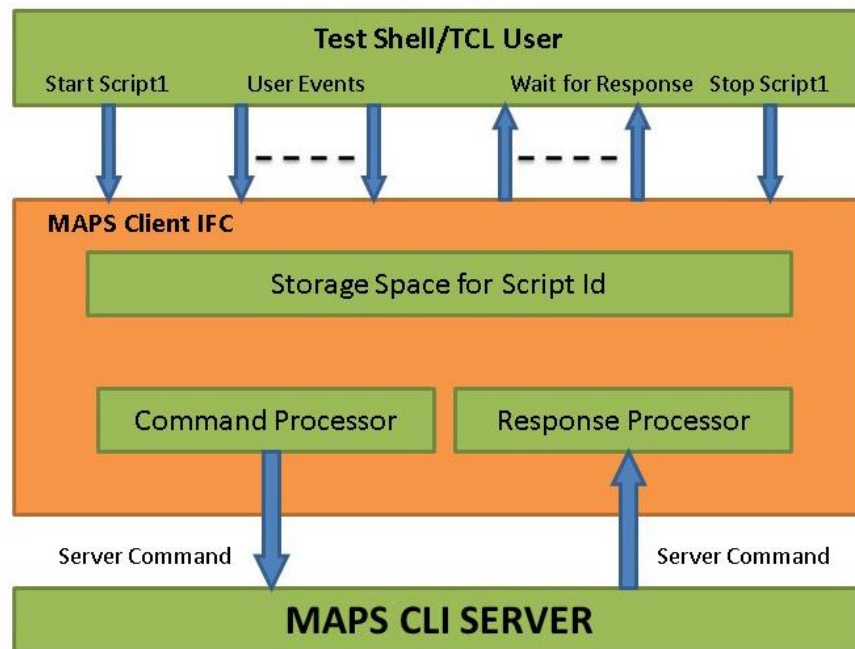 Test Shell/TCL User
Start Script1 User Events Wait for Response Stop Script1
MAPS Client IFC
Storage Space for Script Id
Command Processor Response Processor
Server Command Server Command
MAPS CLI SERVER